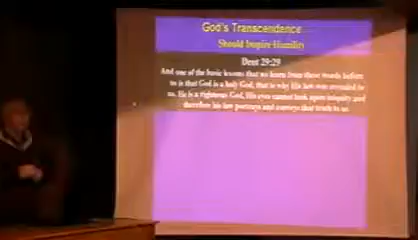 God's Transcendence
Should Inspire Humility
Deut 29:29
And one of the basic lessons that we learn from these words before
us is that God is a holy God, that is why His law was revealed to
us. He is a righteous God, His eyes cannot look upon iniquity and
therefore his law portrays and conveys that truth to us